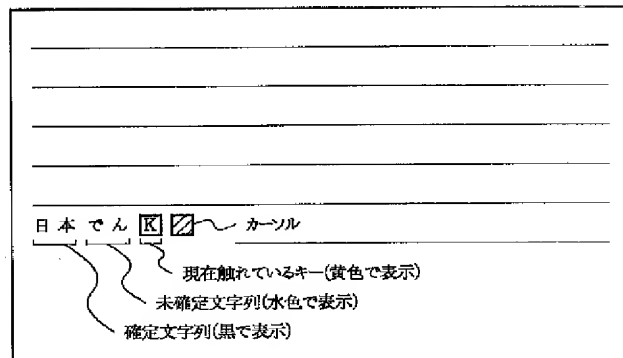 日本でん K カーソル
現在触れているキー(黄色で表示)
未確定文字列(水色で表示)
確定文字列(黒で表示)